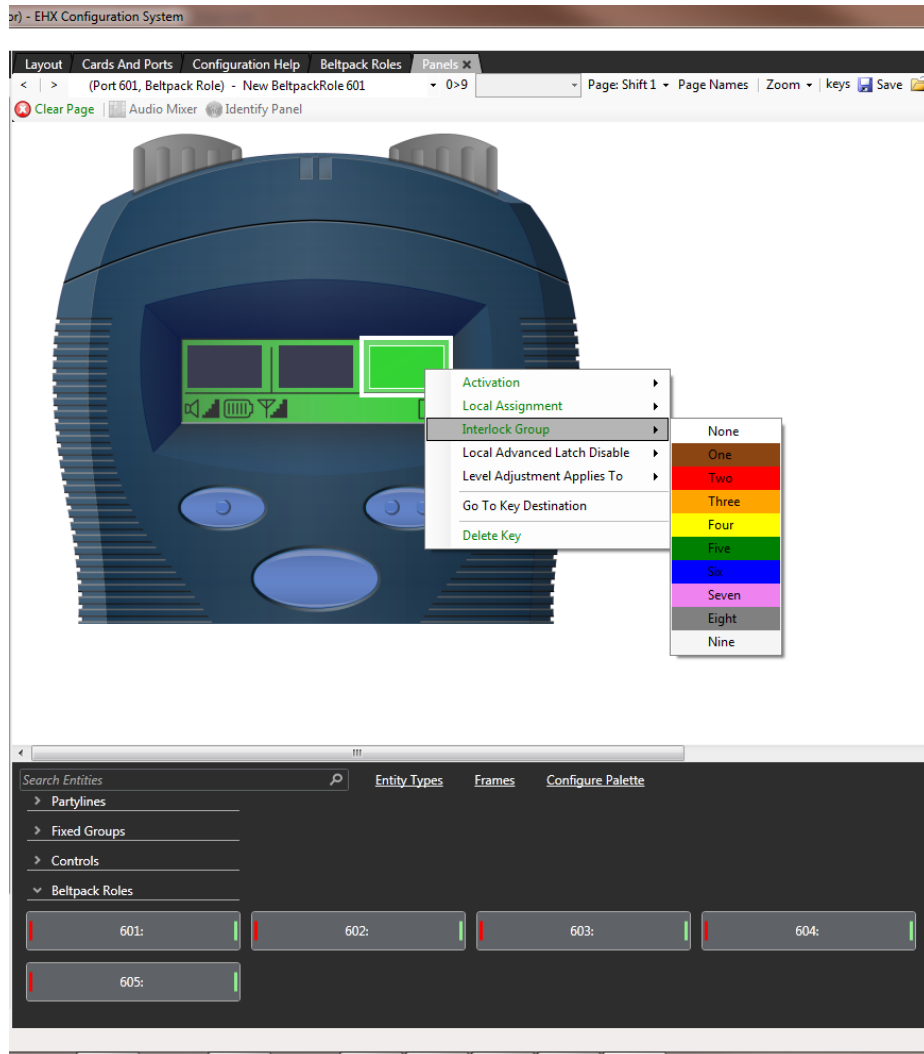 or) - EHX Configuration System
Layout Cards And Ports Configuration Help Beltpack Roles Panels ×
< | > (Port 601, Beltpack Role) - New BeltpackRole 601 0>9 Page: Shift 1 Page Names | Zoom | keys Save
Clear Page | Audio Mixer Identify Panel
Activation
Local Assignment
Interlock Group
Local Advanced Latch Disable
Level Adjustment Applies To
Go To Key Destination
Delete Key
None
One
Two
Three
Four
Five
Six
Seven
Eight
Nine
Search Entities Entity Types Frames Configure Palette
Partylines
Fixed Groups
Controls
Beltpack Roles
601: 602: 603: 604:
605: